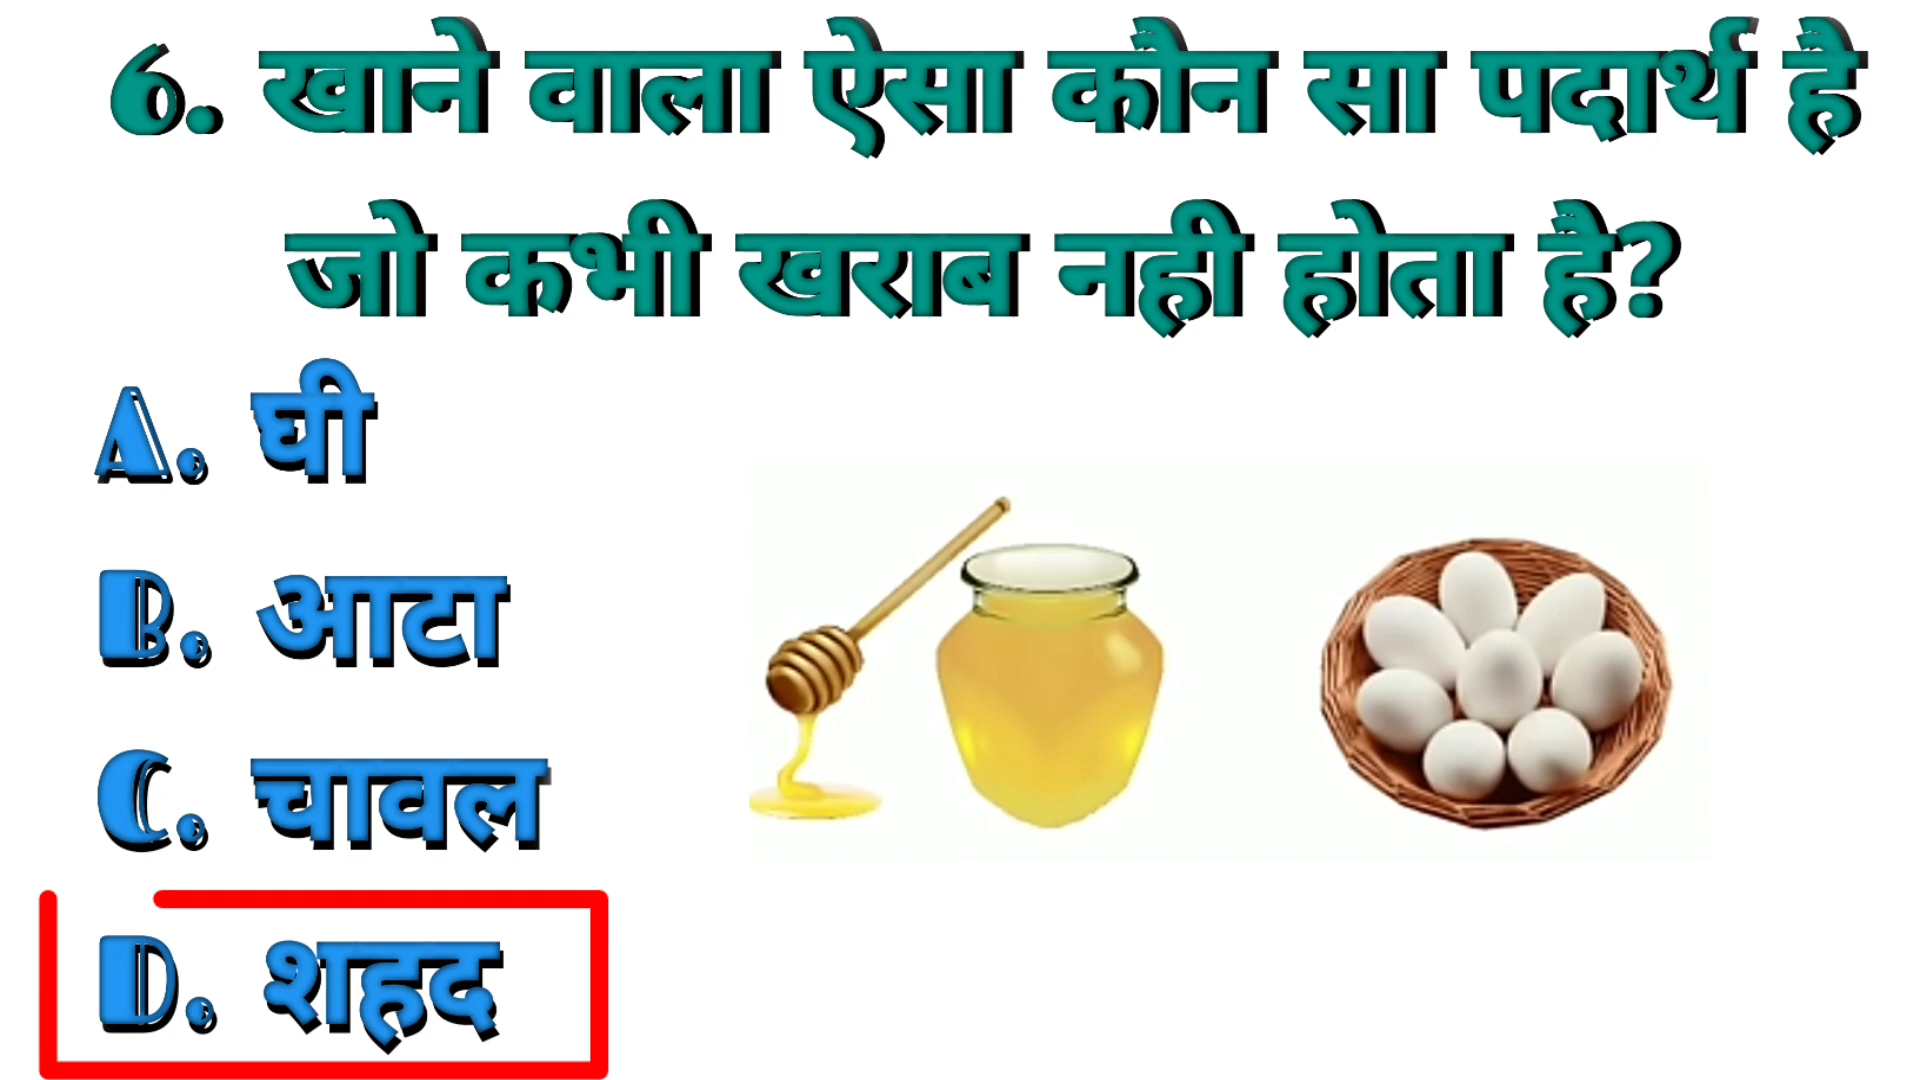 6. खाने वाला ऐसा कौन सा पदार्थ है
जो कभी खराब नही होता है?
A. घी
B. आटा
C. चावल
D. शहद